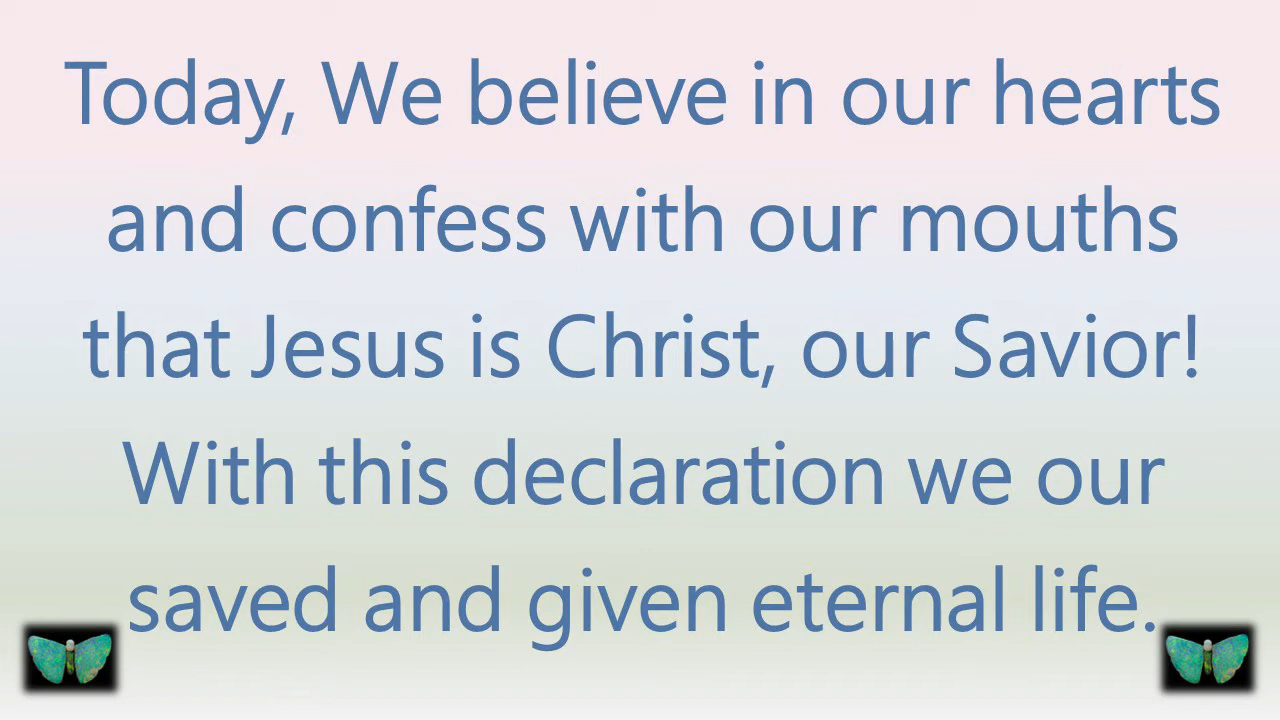 Today, We believe in our hearts
and confess with our mouths
that Jesus is Christ, our Savior!
With this declaration we our
saved and given eternal life.